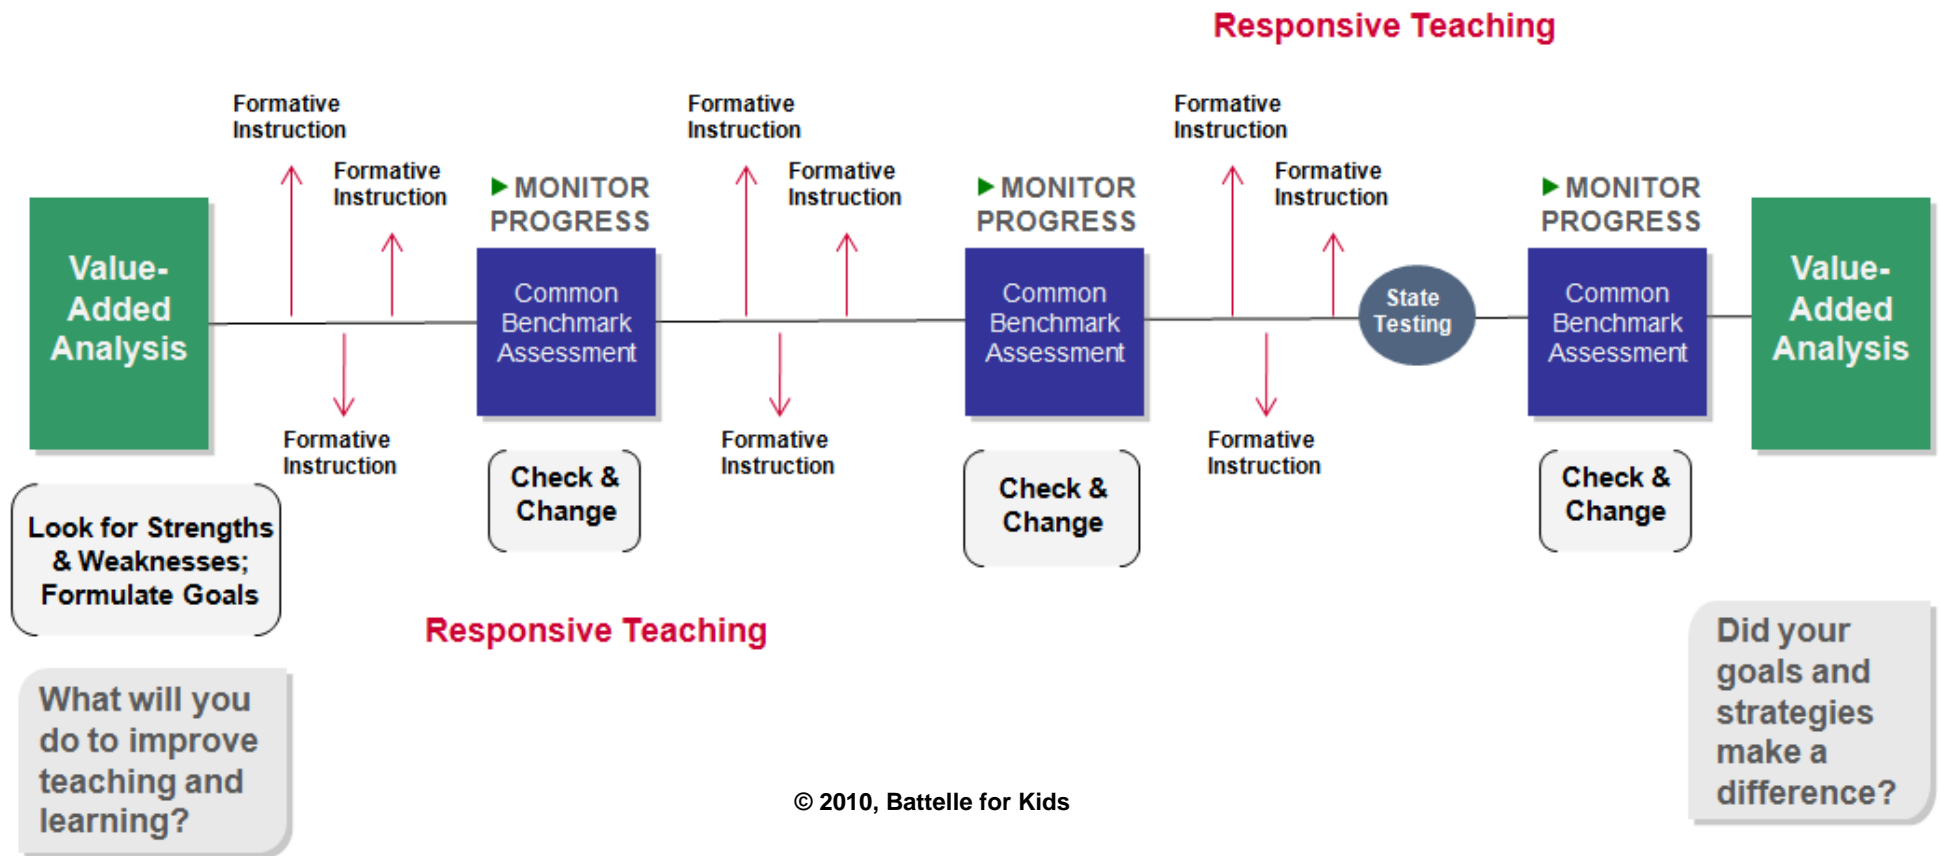 Responsive Teaching
Formative
Instruction
Formative
Instruction
Formative
Instruction
Formative
Instruction
Formative
Instruction
Formative
Instruction
▶ MONITOR
PROGRESS
▶ MONITOR
PROGRESS
▶ MONITOR
PROGRESS
Value-
Added
Analysis
Common
Benchmark
Assessment
Common
Benchmark
Assessment
State
Testing
Common
Benchmark
Assessment
Value-
Added
Analysis
Formative
Instruction
Formative
Instruction
Formative
Instruction
Look for Strengths
& Weaknesses;
Formulate Goals
Check &
Change
Check &
Change
Check &
Change
Responsive Teaching
What will you
do to improve
teaching and
learning?
Did your
goals and
strategies
make a
difference?
© 2010, Battelle for Kids